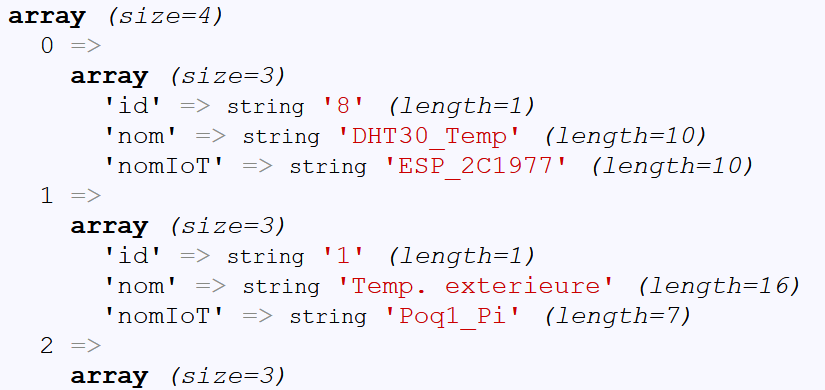 array (size=4)
0 =>
array (size=3)
'id' => string '8' (length=1)
'nom' => string 'DHT30_Temp' (length=10)
'nomIoT' => string 'ESP_2C1977' (length=10)
1 =>
array (size=3)
'id' => string '1' (length=1)
'nom' => string 'Temp. exterieure' (length=16)
'nomIoT' => string 'Poq1_Pi' (length=7)
2 =>
array (size=3)